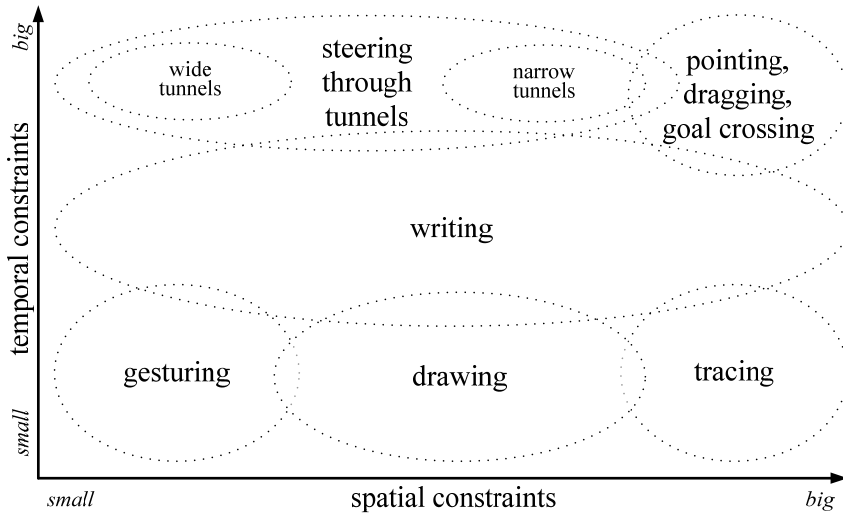 big
temporal constraints
small
steering
through
tunnels
wide
tunnels
narrow
tunnels
pointing,
dragging,
goal crossing
writing
gesturing
drawing
tracing
small
spatial constraints
big